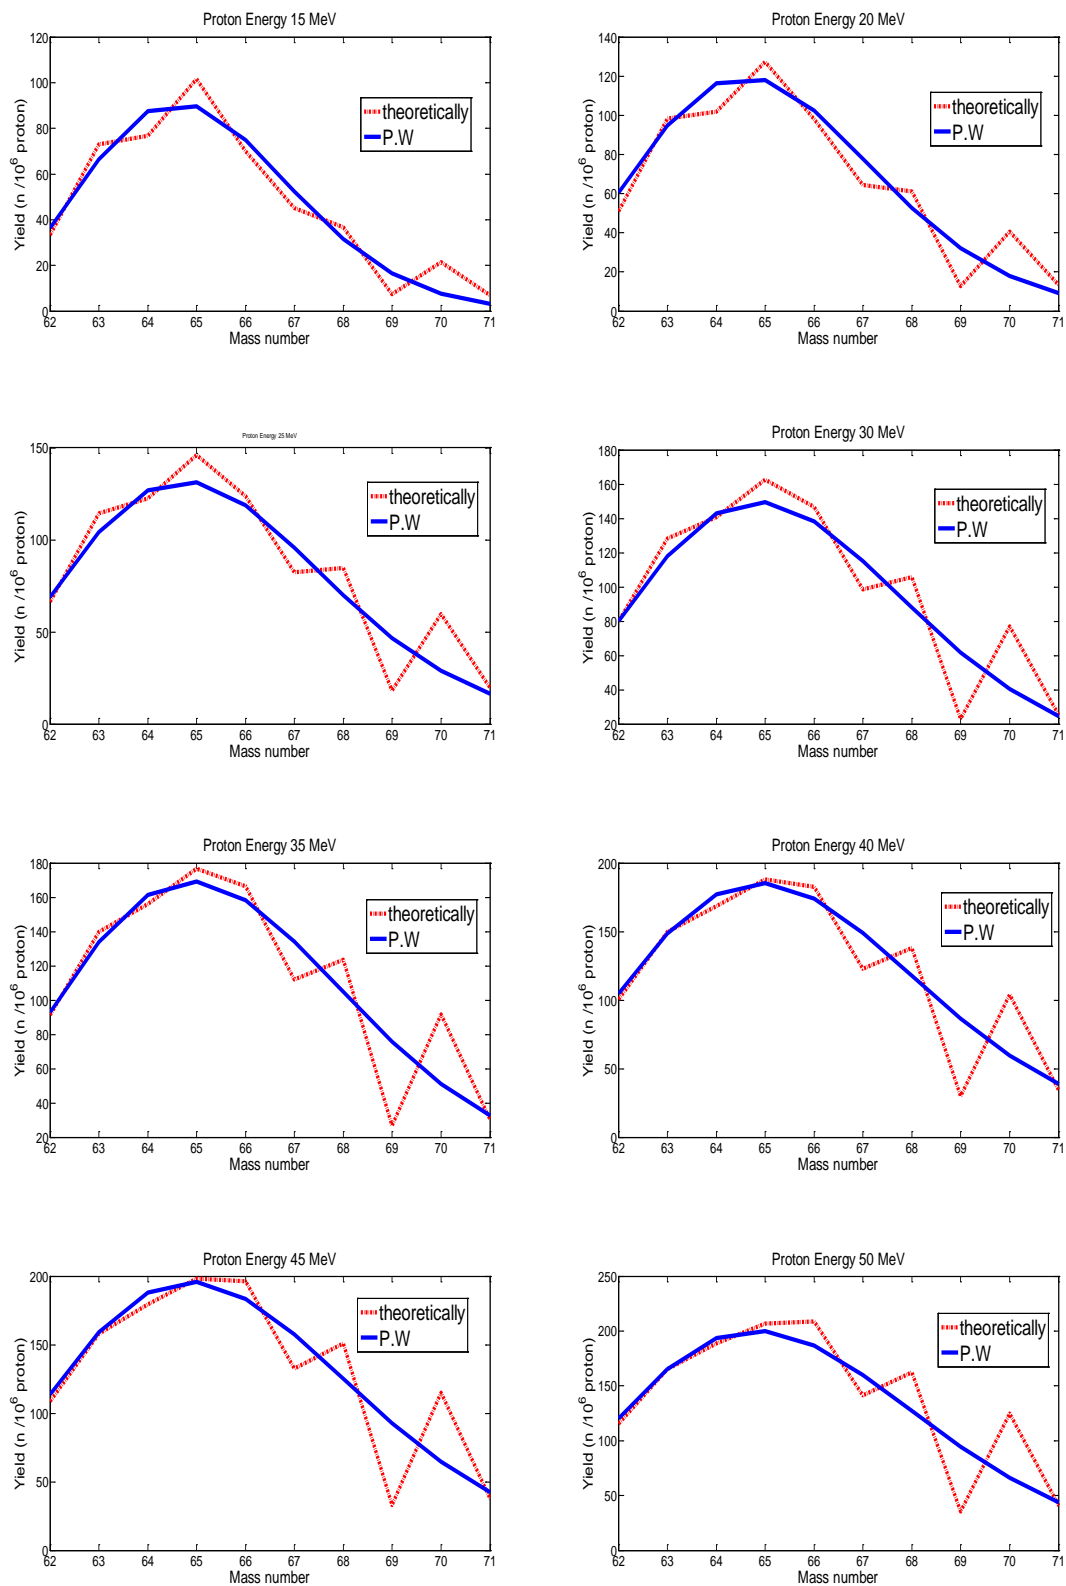 Proton Energy 15 MeV
120
100
80
60
40
20
0
62 63 64 65 66 67 68 69 70 71
Mass number
Yield (n /10^6 proton)
theoretically
P.W
Proton Energy 20 MeV
140
120
100
80
60
40
20
0
62 63 64 65 66 67 68 69 70 71
Mass number
Yield (n /10^6 proton)
theoretically
P.W
Proton Energy 25 MeV
150
100
50
0
62 63 64 65 66 67 68 69 70 71
Mass number
Yield (n /10^6 proton)
theoretically
P.W
Proton Energy 30 MeV
180
160
140
120
100
80
60
40
20
62 63 64 65 66 67 68 69 70 71
Mass number
Yield (n /10^6 proton)
theoretically
P.W
Proton Energy 35 MeV
180
160
140
120
100
80
60
40
20
62 63 64 65 66 67 68 69 70 71
Mass number
Yield (n /10^6 proton)
theoretically
P.W
Proton Energy 40 MeV
200
150
100
50
0
62 63 64 65 66 67 68 69 70 71
Mass number
Yield (n /10^6 proton)
theoretically
P.W
Proton Energy 45 MeV
200
150
100
50
0
62 63 64 65 66 67 68 69 70 71
Mass number
Yield (n /10^6 proton)
theoretically
P.W
Proton Energy 50 MeV
250
200
150
100
50
0
62 63 64 65 66 67 68 69 70 71
Mass number
Yield (n /10^6 proton)
theoretically
P.W